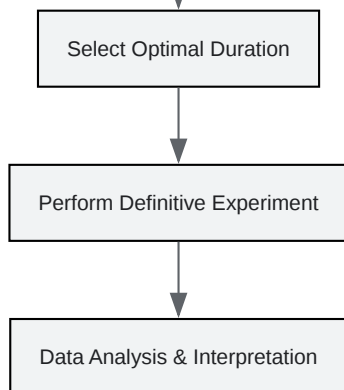 Select Optimal Duration
Perform Definitive Experiment
Data Analysis & Interpretation